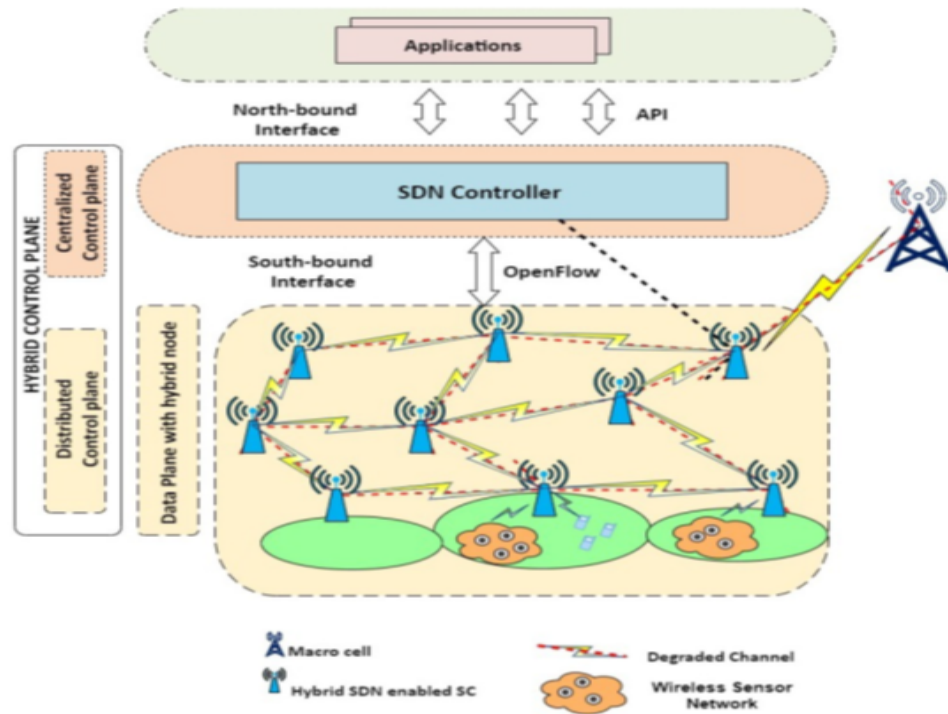 Applications
North-bound
Interface
API
SDN Controller
South-bound
Interface
OpenFlow
HYBRID CONTROL PLANE
Centralized
Control plane
Distributed
Control plane
Data Plane with hybrid node
Macro cell
Degraded Channel
Hybrid SDN enabled SC
Wireless Sensor
Network